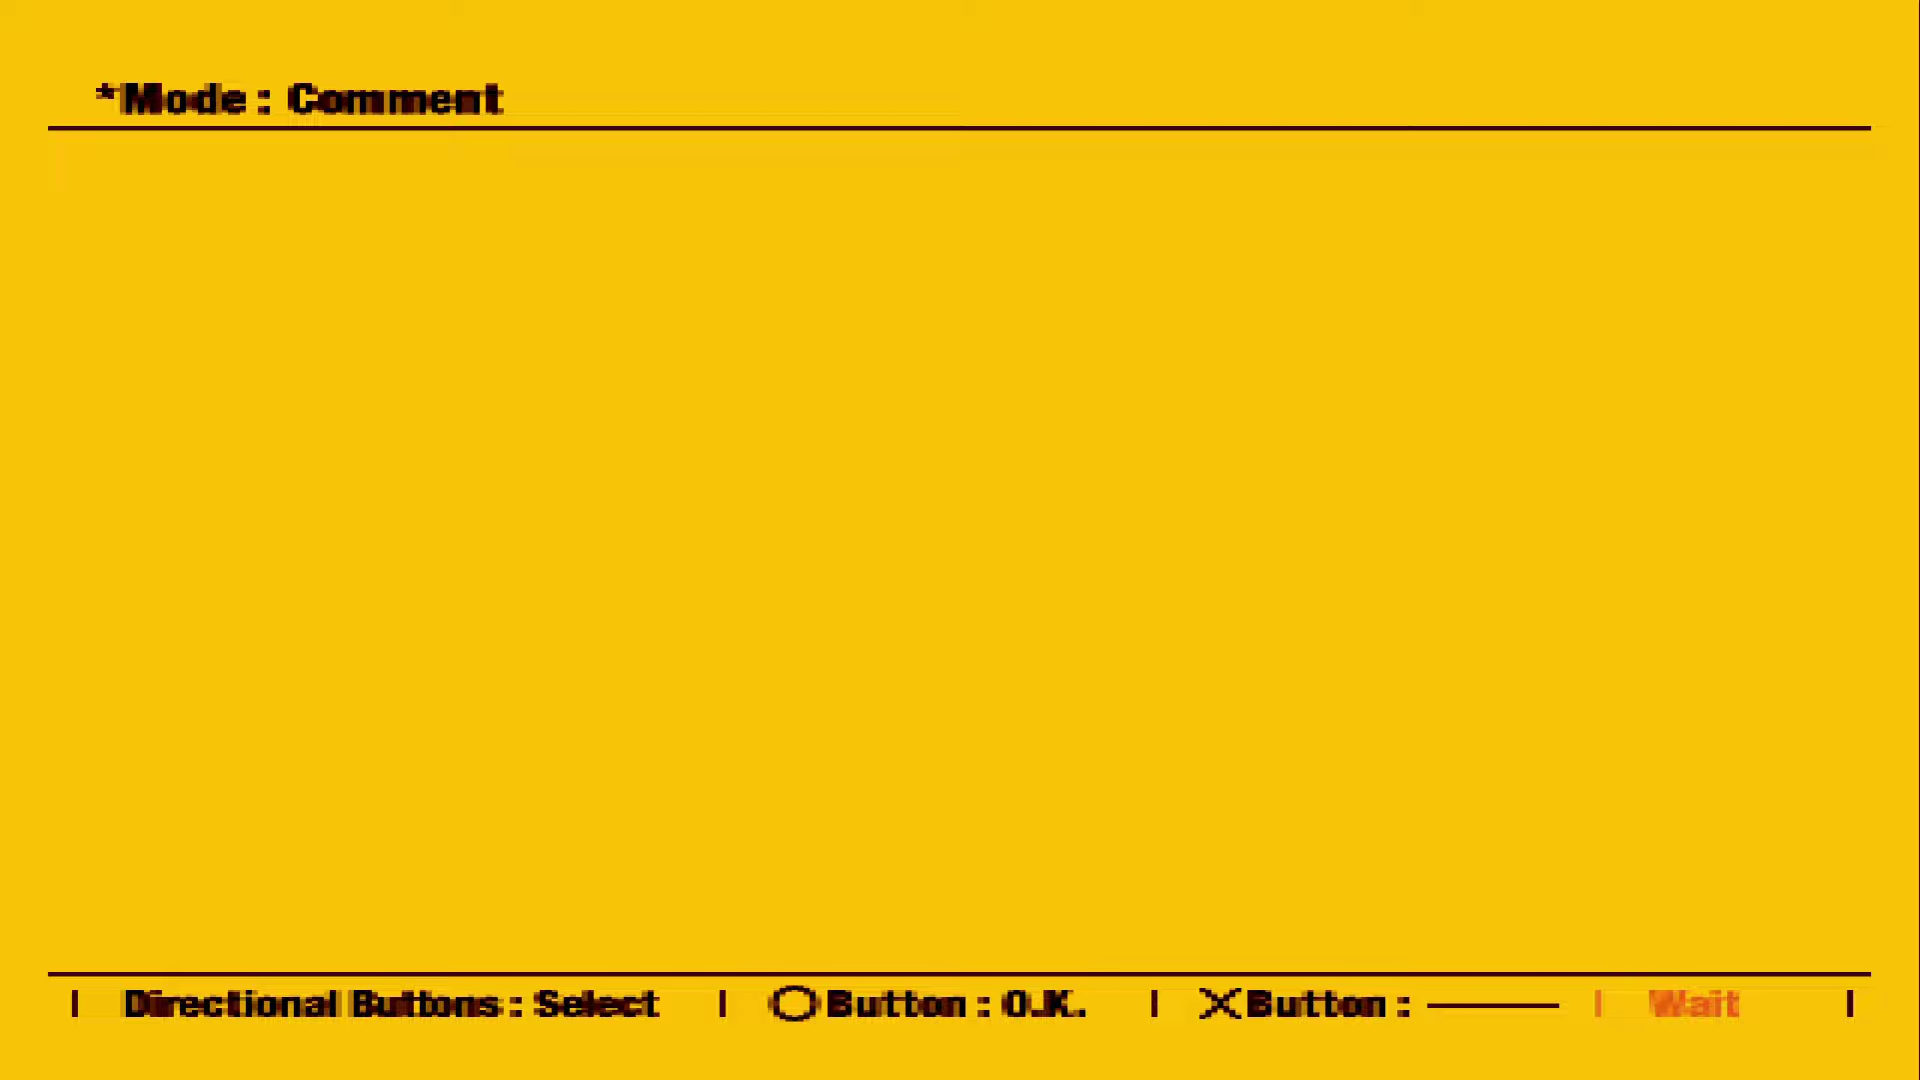 *Mode : Comment
| Directional Buttons : Select | ◯Button : O.K. | ✕Button : ——— | Wait |